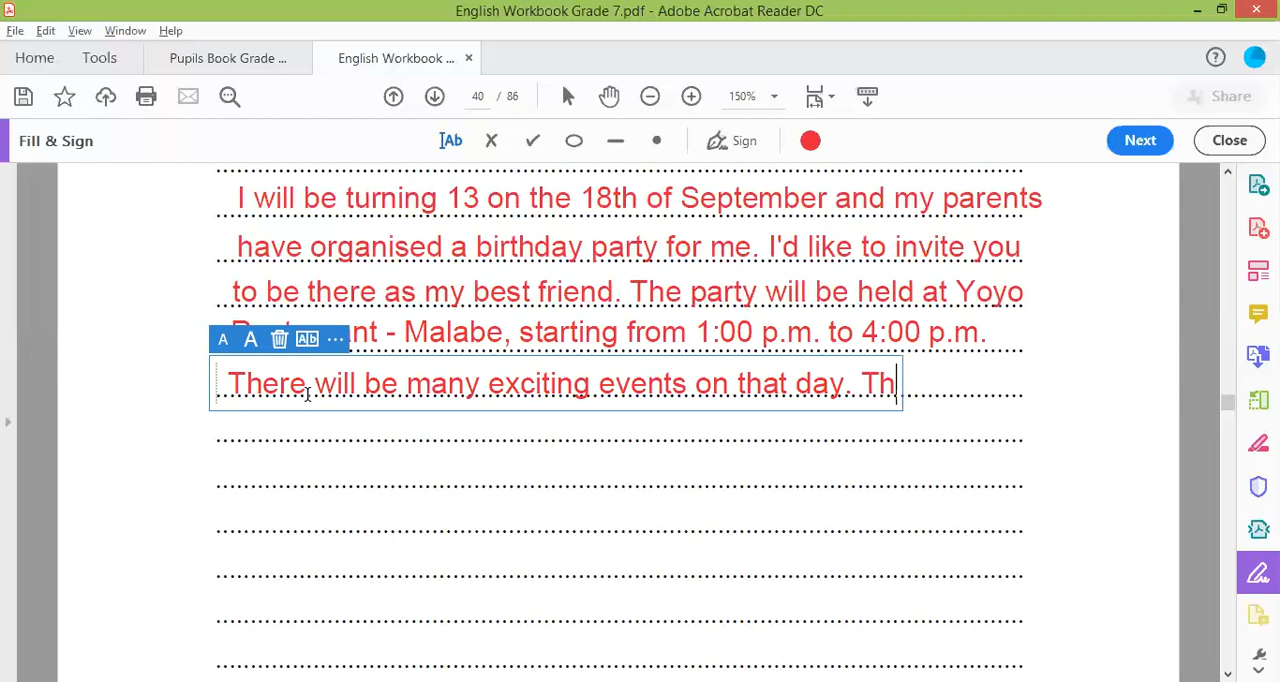 English Workbook Grade 7.pdf - Adobe Acrobat Reader DC
File Edit View Window Help
Home Tools Pupils Book Grade ... English Workbook ... ×
40 / 86 150% Share
Fill & Sign Ab Sign Next Close
I will be turning 13 on the 18th of September and my parents
have organised a birthday party for me. I'd like to invite you
to be there as my best friend. The party will be held at Yoyo
nt - Malabe, starting from 1:00 p.m. to 4:00 p.m.
A A Ab ...
There will be many exciting events on that day. Th